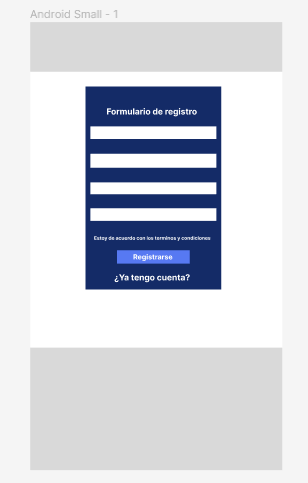 Android Small - 1
Formulario de registro
Estoy de acuerdo con los terminos y condiciones
Registrarse
¿Ya tengo cuenta?